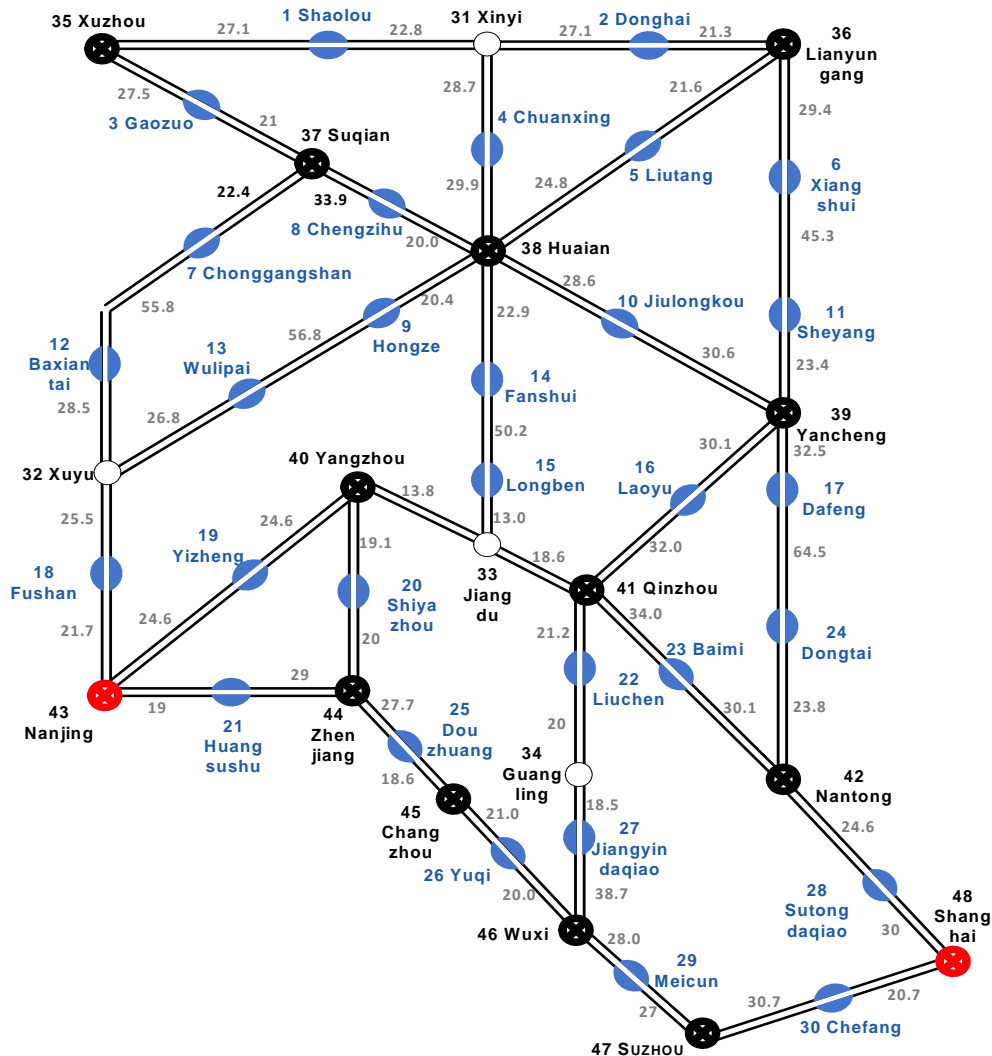 35 Xuzhou
27.1
1 Shaolou
22.8
31 Xinyi
27.1
2 Donghai
21.3
36
Lianyun
gang
27.5
3 Gaozuo
21
37 Suqian
28.7
4 Chuanxing
29.9
21.6
5 Liutang
24.8
29.4
6
Xiang
shui
45.3
22.4
33.9
8 Chengzihu
20.0
7 Chonggangshan
55.8
38 Huaian
20.4
9
Hongze
56.8
13
Wulipai
26.8
12
Baxian
tai
28.5
22.9
14
Fanshui
50.2
15
Longben
13.0
28.6
10 Jiulongkou
30.6
11
Sheyang
23.4
39
Yancheng
32.5
17
Dafeng
64.5
24
Dongtai
23.8
30.1
16
Laoyu
32.0
32 Xuyu
25.5
18
Fushan
21.7
40 Yangzhou
13.8
24.6
19
Yizheng
24.6
19.1
20
Shiya
zhou
20
33
Jiang
du
18.6
41 Qinzhou
34.0
23 Baimi
30.1
21.2
22
Liuchen
20
43
Nanjing
19
29
21
Huang
sushu
44
Zhen
jiang
27.7
25
Dou
zhuang
18.6
34
Guang
ling
18.5
27
Jiangyin
daqiao
38.7
42
Nantong
24.6
28
Sutong
daqiao
30
48
Shang
hai
45
Chang
zhou
21.0
26 Yuqi
20.0
46 Wuxi
28.0
29
Meicun
27
30.7
20.7
30 Chefang
47 SUZHOU